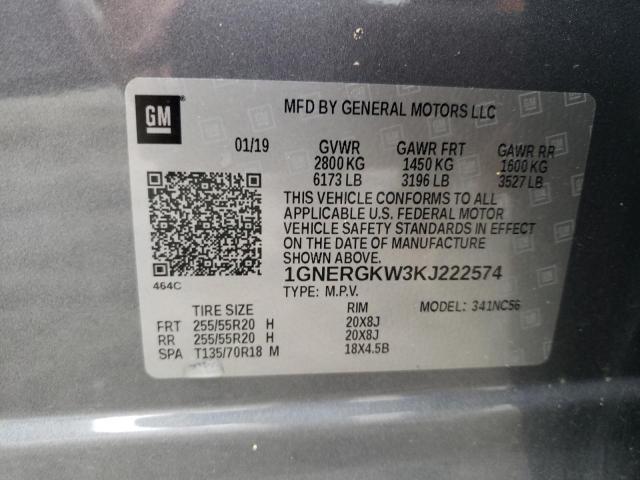 GM
MFD BY GENERAL MOTORS LLC
01/19 GVWR GAWR FRT GAWR RR
2800 KG 1450 KG 1600 KG
6173 LB 3196 LB 3527 LB
THIS VEHICLE CONFORMS TO ALL
APPLICABLE U.S. FEDERAL MOTOR
VEHICLE SAFETY STANDARDS IN EFFECT
ON THE DATE OF MANUFACTURE
SHOWN ABOVE.
464C
1GNERGKW3KJ222574
TYPE: M.P.V.
MODEL: 341NC56
TIRE SIZE RIM
FRT 255/55R20 H 20X8J
RR 255/55R20 H 20X8J
SPA T135/70R18 M 18X4.5B